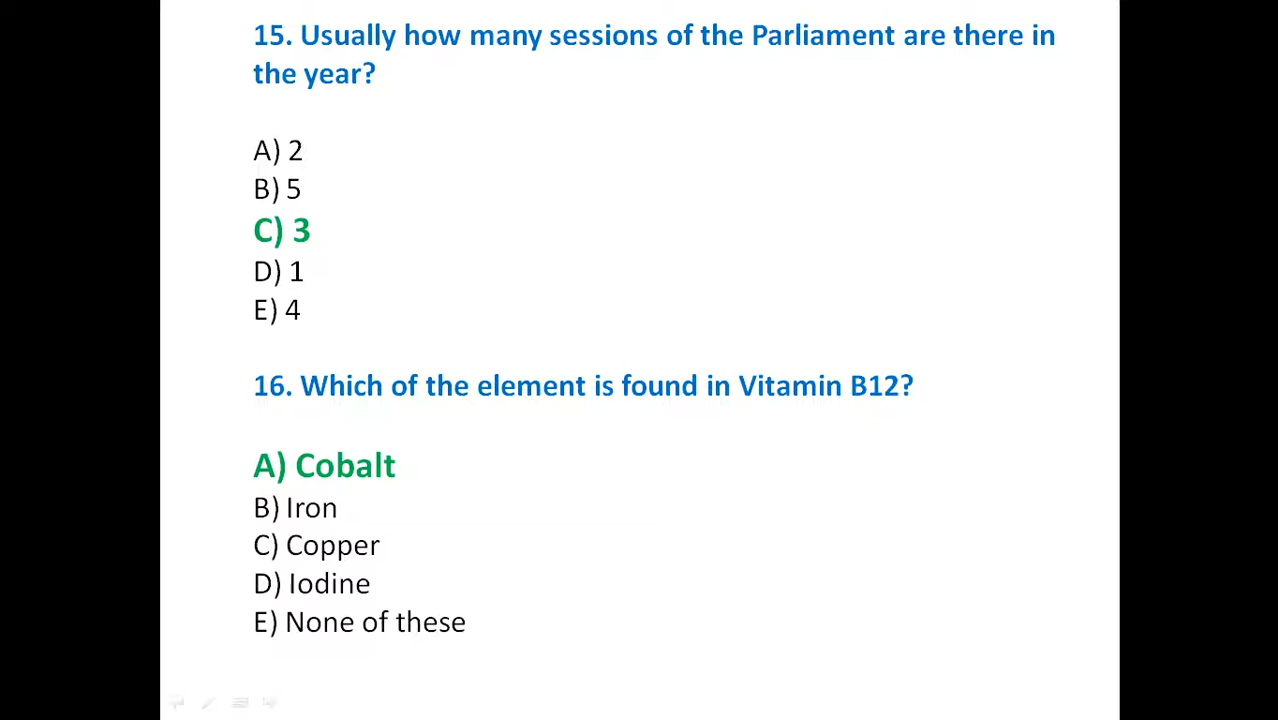 15. Usually how many sessions of the Parliament are there in
the year?
A) 2
B) 5
C) 3
D) 1
E) 4
16. Which of the element is found in Vitamin B12?
A) Cobalt
B) Iron
C) Copper
D) Iodine
E) None of these